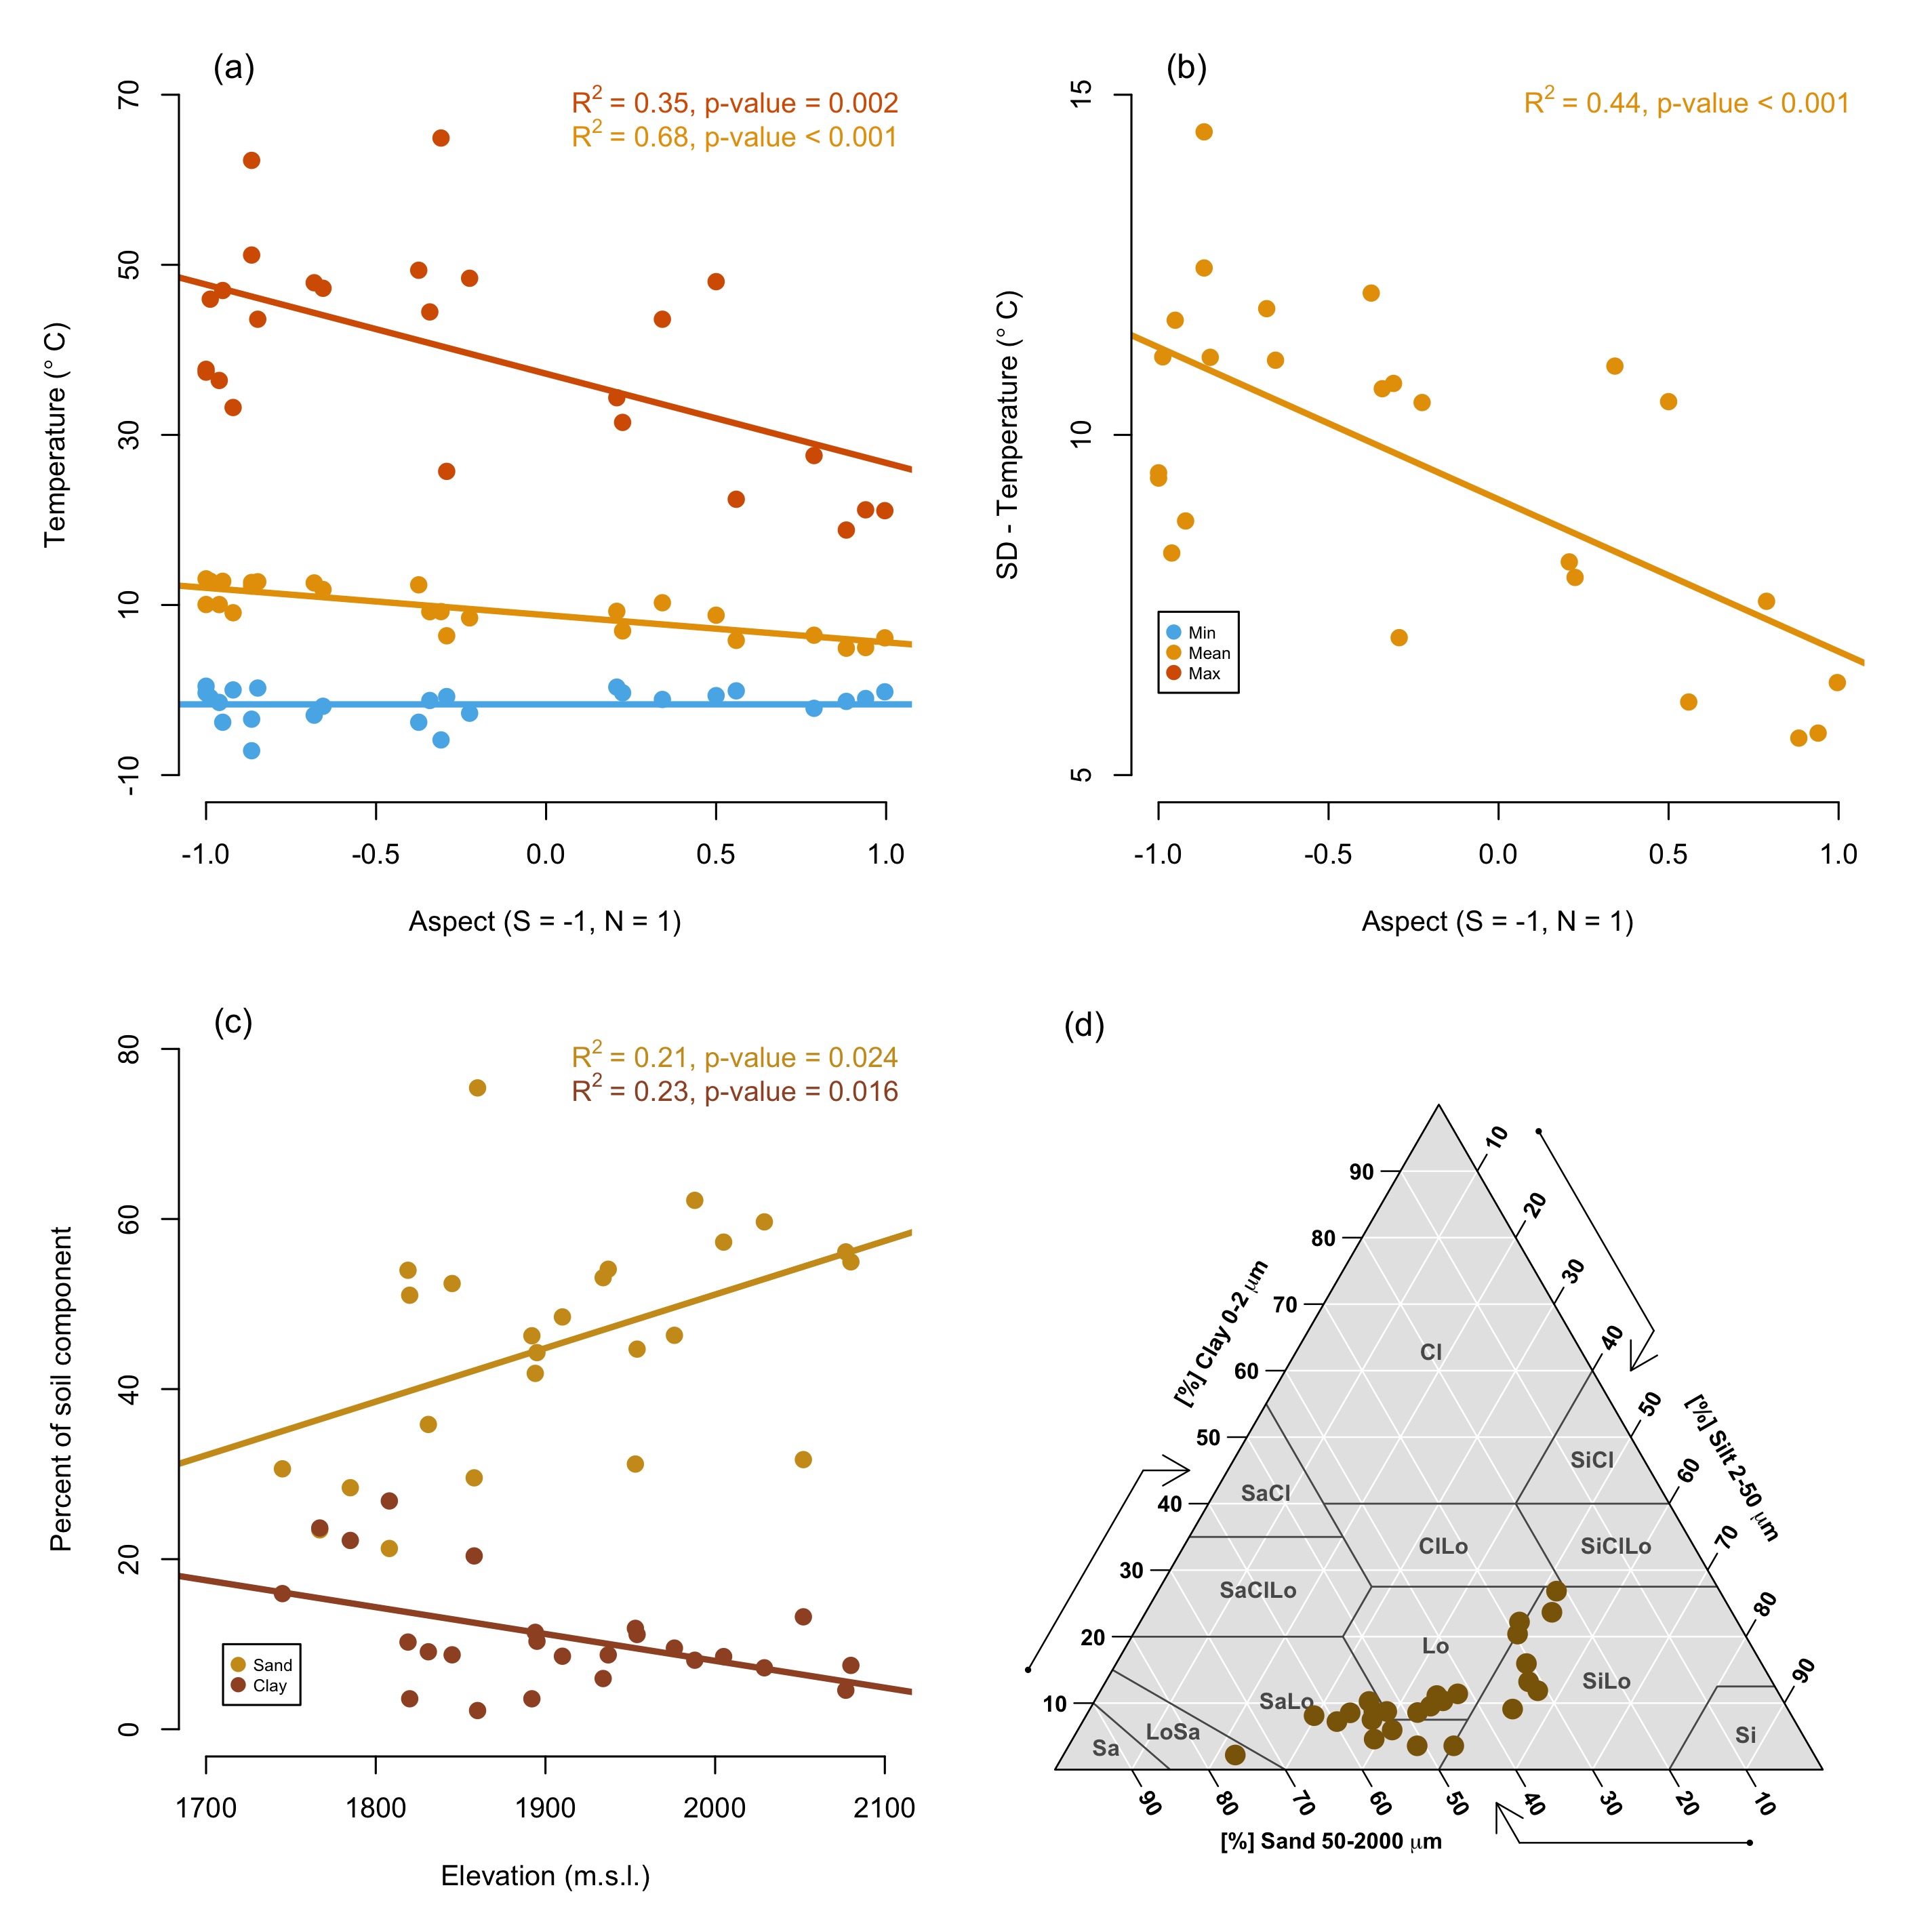 (a)
R2 = 0.35, p-value = 0.002
R2 = 0.68, p-value < 0.001
70
50
30
10
-10
Temperature (° C)
-1.0 -0.5 0.0 0.5 1.0
Aspect (S = -1, N = 1)
(b)
R2 = 0.44, p-value < 0.001
15
10
5
SD - Temperature (° C)
Min
Mean
Max
-1.0 -0.5 0.0 0.5 1.0
Aspect (S = -1, N = 1)
(c)
R2 = 0.21, p-value = 0.024
R2 = 0.23, p-value = 0.016
80
60
40
20
0
Percent of soil component
Sand
Clay
1700 1800 1900 2000 2100
Elevation (m.s.l.)
(d)
90
80
70
60
50
40
30
20
10
[%] Clay 0-2 μm
10
20
30
40
50
60
70
80
90
[%] Silt 2-50 μm
Cl
SiCl
SaCl
ClLo
SiClLo
SaClLo
Lo
SiLo
SaLo
LoSa
Sa
Si
90 80 70 60 50 40 30 20 10
[%] Sand 50-2000 μm